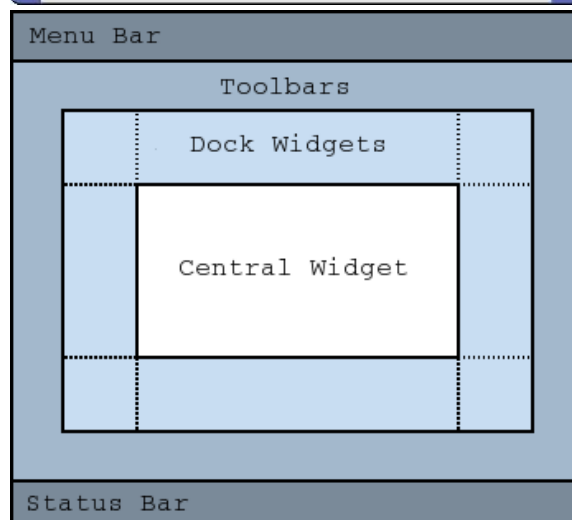 Menu Bar
Toolbars
Dock Widgets
Central Widget
Status Bar